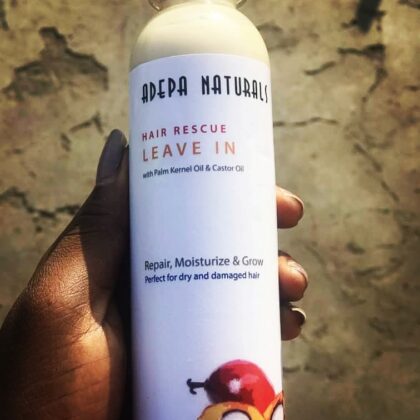 ADEPA NATURALS
HAIR RESCUE
LEAVE IN
with Palm Kernel Oil & Castor Oil
Repair, Moisturize & Grow
Perfect for dry and damaged hair